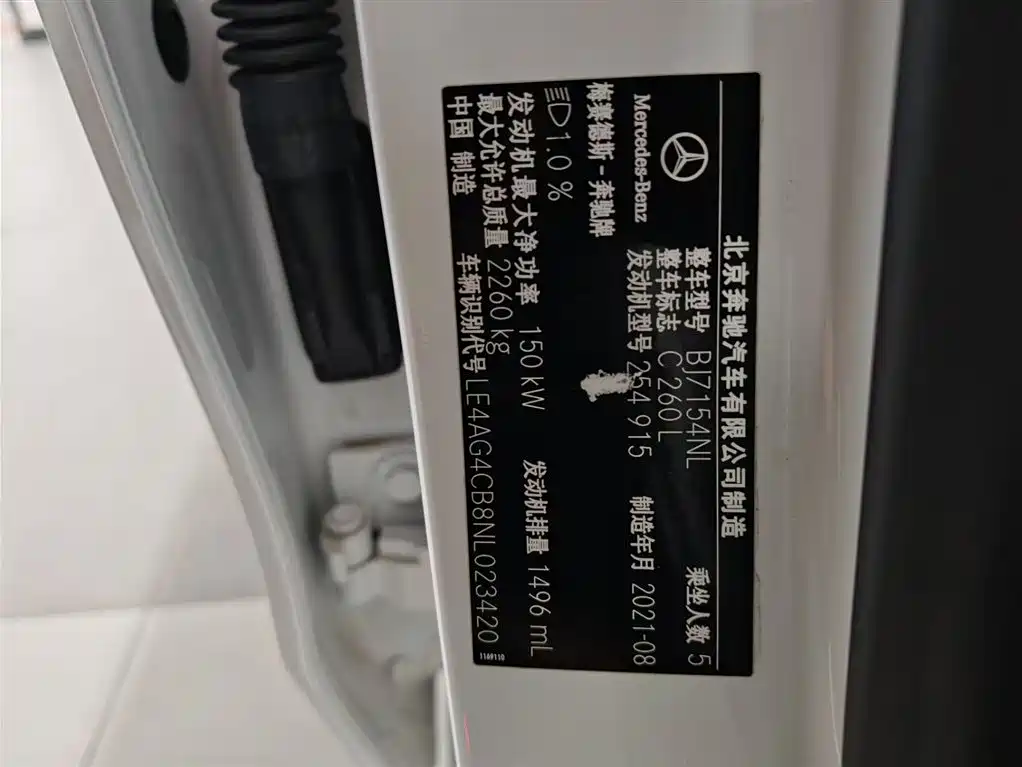 北京奔驰汽车有限公司制造
Mercedes-Benz
梅赛德斯-奔驰牌
整车型号 BJ7154NL 乘坐人数 5
整车标志 C 260 L
发动机型号 254 915 制造年月 2021-08
1.0 %
发动机最大净功率 150 kW 发动机排量 1496 mL
最大允许总质量 2260 kg
中国 制造 车辆识别代号 LE4AG4CB8NL023420
1169110